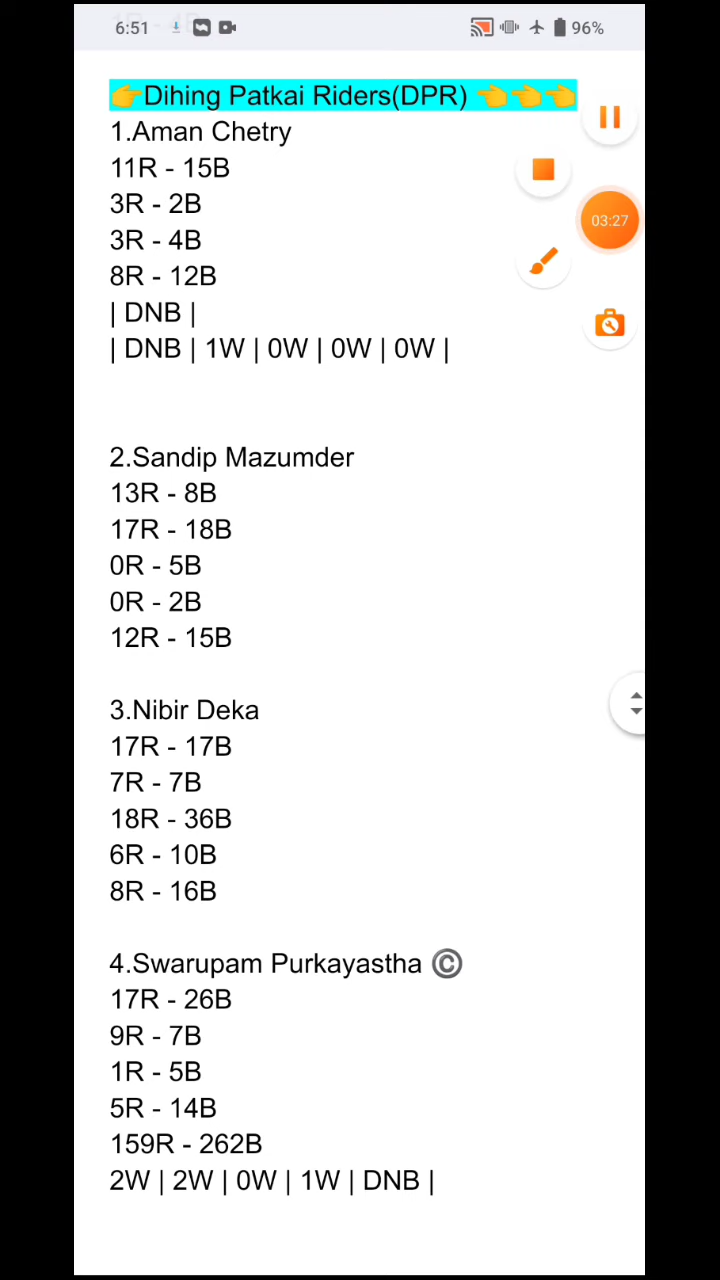 6:51
96%
👉Dihing Patkai Riders(DPR) 👈👈👈
1.Aman Chetry
11R - 15B
3R - 2B
3R - 4B
8R - 12B
| DNB |
| DNB | 1W | 0W | 0W | 0W |
03:27
2.Sandip Mazumder
13R - 8B
17R - 18B
0R - 5B
0R - 2B
12R - 15B
3.Nibir Deka
17R - 17B
7R - 7B
18R - 36B
6R - 10B
8R - 16B
4.Swarupam Purkayastha ©
17R - 26B
9R - 7B
1R - 5B
5R - 14B
159R - 262B
2W | 2W | 0W | 1W | DNB |